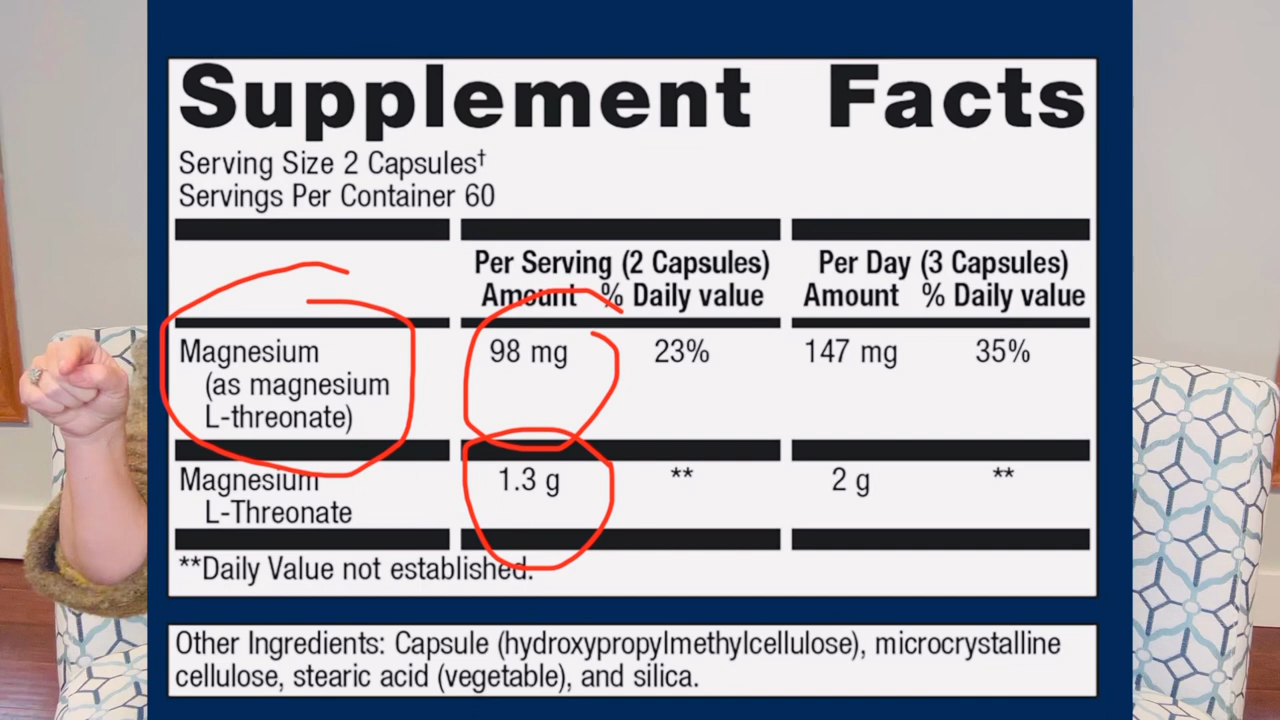 Supplement Facts
Serving Size 2 Capsules†
Servings Per Container 60
Per Serving (2 Capsules) Per Day (3 Capsules)
Amount % Daily value Amount % Daily value
Magnesium 98 mg 23% 147 mg 35%
(as magnesium
L-threonate)
Magnesium 1.3 g ** 2 g **
L-Threonate
**Daily Value not established.
Other Ingredients: Capsule (hydroxypropylmethylcellulose), microcrystalline
cellulose, stearic acid (vegetable), and silica.